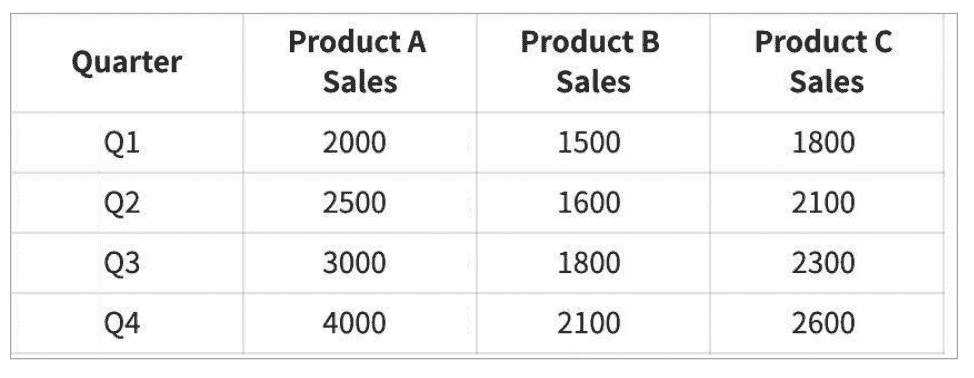 Quarter Product A Sales Product B Sales Product C Sales
Q1 2000 1500 1800
Q2 2500 1600 2100
Q3 3000 1800 2300
Q4 4000 2100 2600